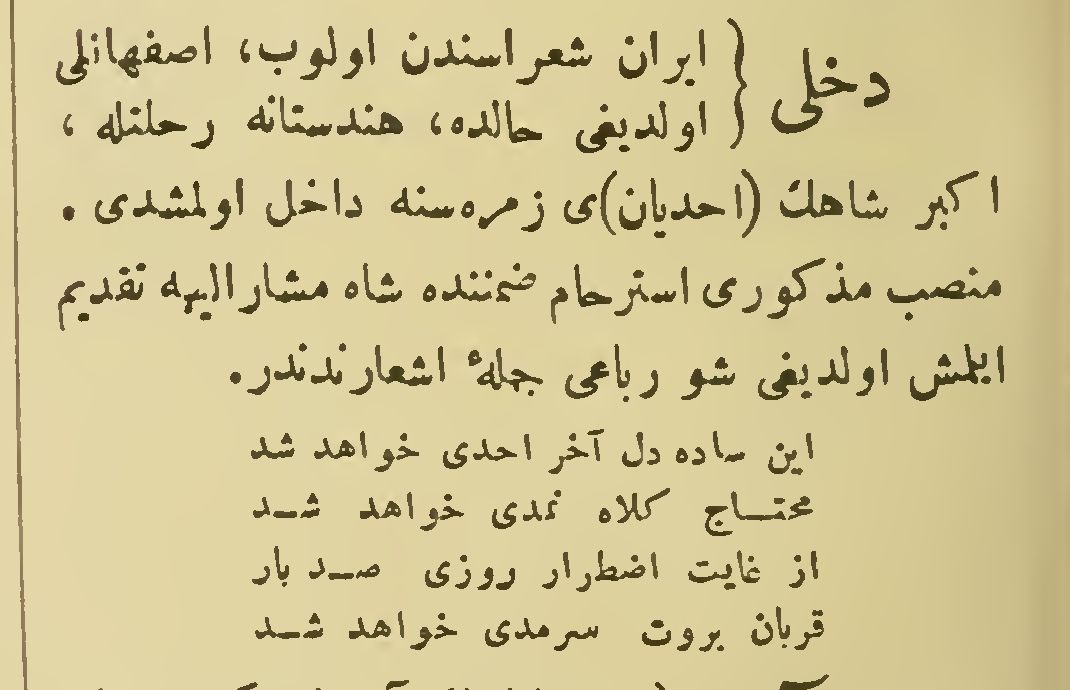 دخلی { ایران شعراسندن اولوب، اصفهانلی
اولدیغی حالده، هندستانه رحلتله ،
اکبر شاهك (احدیان)ی زمره‌سنه داخل اولمشدی .
منصب مذکوری استرحام ضمننده شاه مشارالیه تقدیم
ایلمش اولدیغی شو رباعی جملهٔ اشعارندندر.
این ساده دل آخر احدی خواهد شد
محتاج کلاه نمدی خواهد شد
از غایت اضطرار روزی صد بار
قربان بروت سرمدی خواهد شد